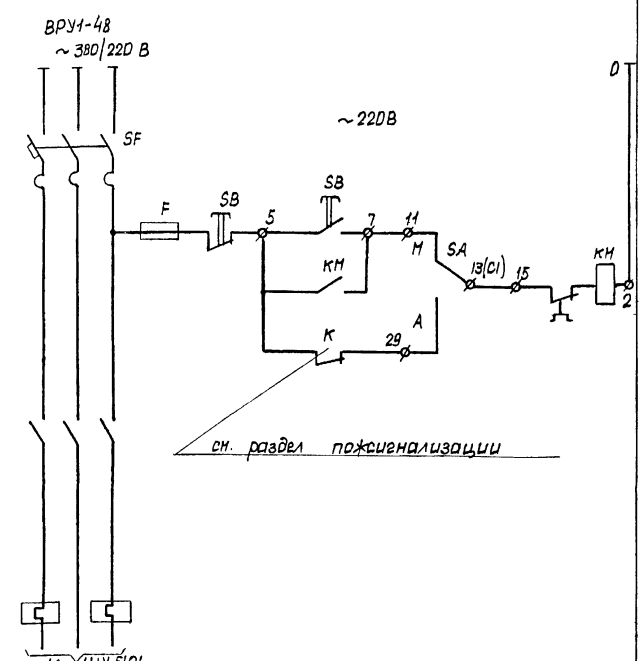 ВРУ1-48
~ 380/220 В
0
SF
~220В
F
SB
SB
5
7
11
М
SA
КМ
13(С1)
15
КМ
2
К
29
А
см. раздел пожсигнализации